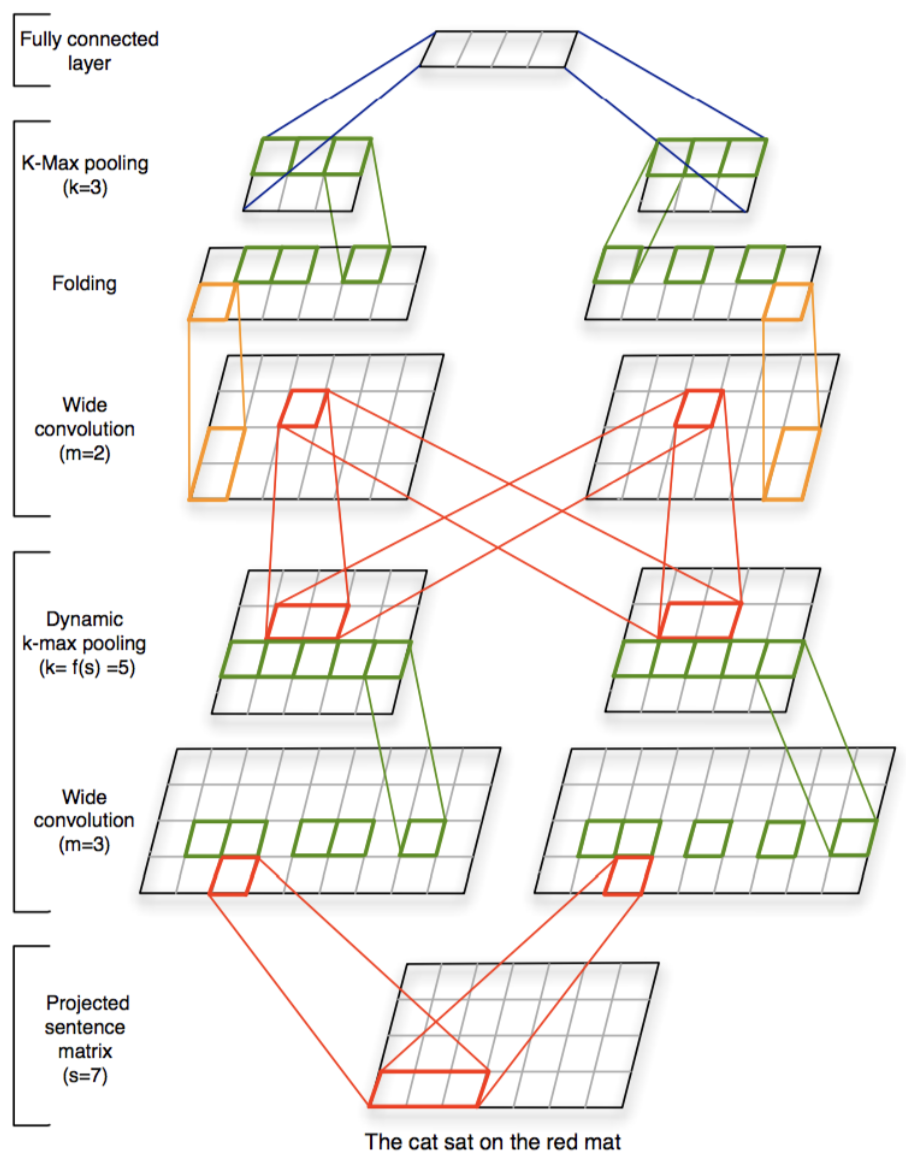 Fully connected
layer
K-Max pooling
(k=3)
Folding
Wide
convolution
(m=2)
Dynamic
k-max pooling
(k= f(s) =5)
Wide
convolution
(m=3)
Projected
sentence
matrix
(s=7)
The cat sat on the red mat